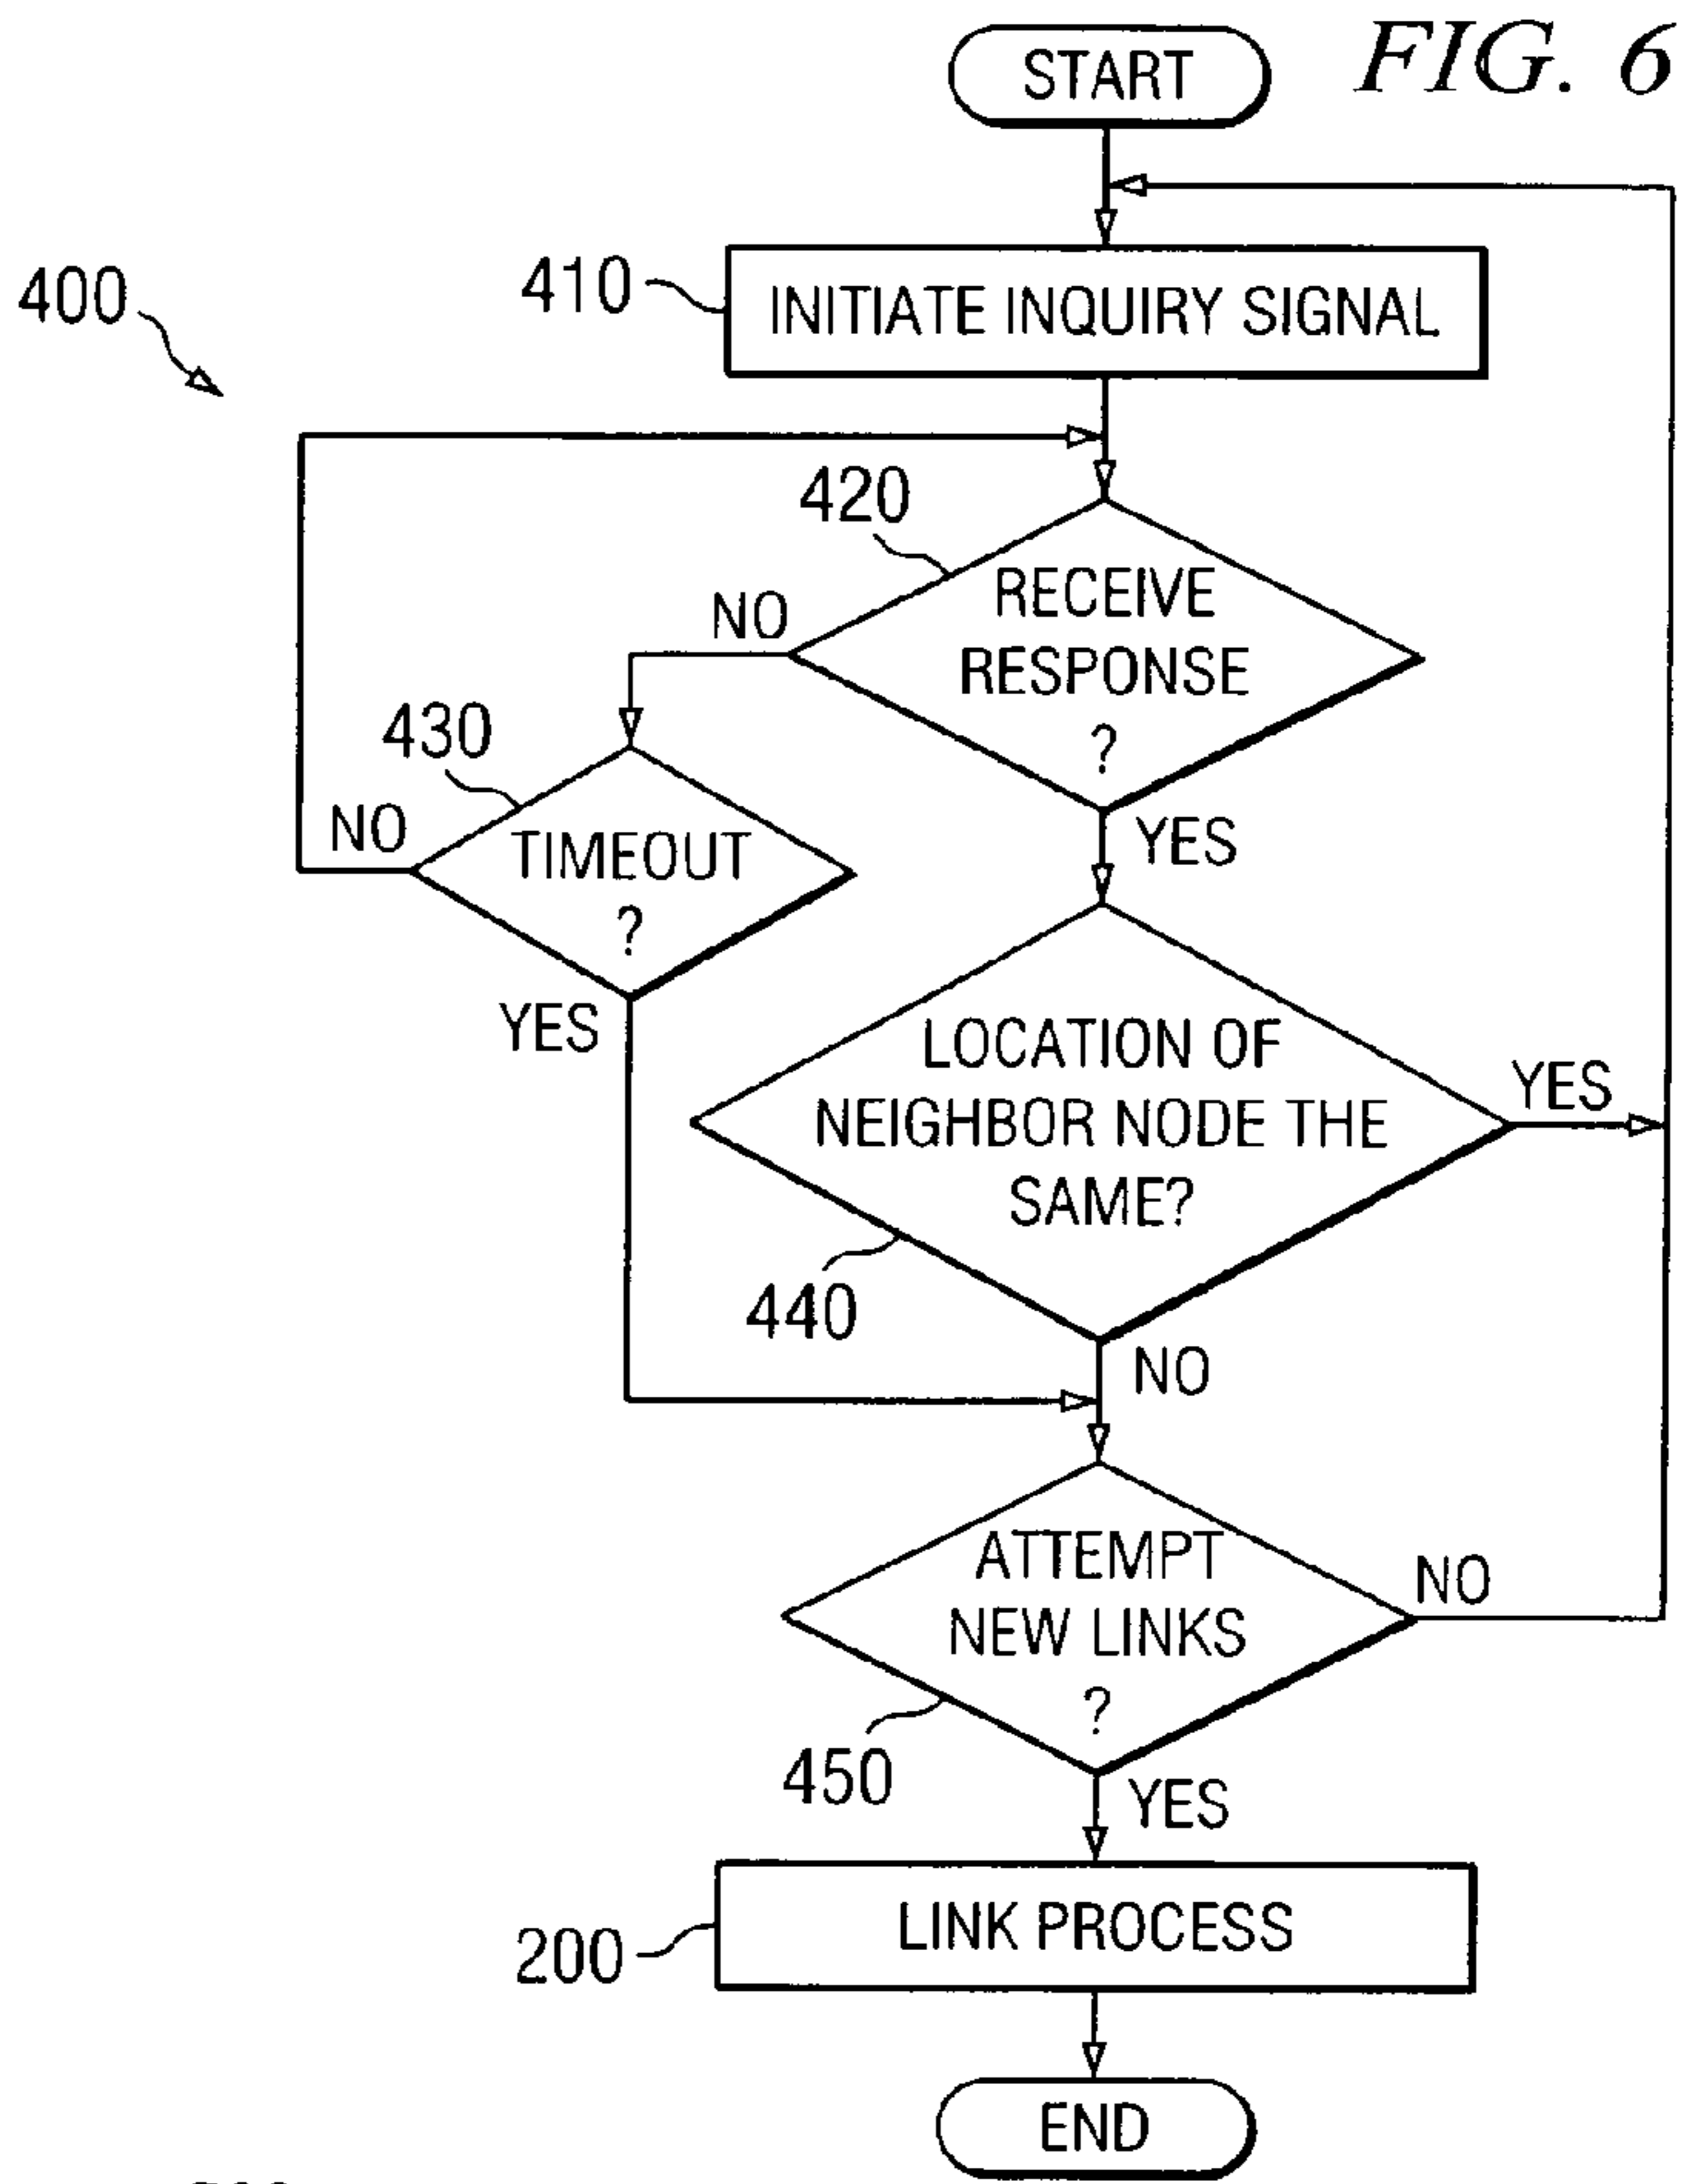 FIG. 6
START
400
410
INITIATE INQUIRY SIGNAL
420
RECEIVE
RESPONSE
?
NO
YES
430
TIMEOUT
?
NO
YES
LOCATION OF
NEIGHBOR NODE THE
SAME?
YES
440
NO
ATTEMPT
NEW LINKS
?
NO
450
YES
200
LINK PROCESS
END